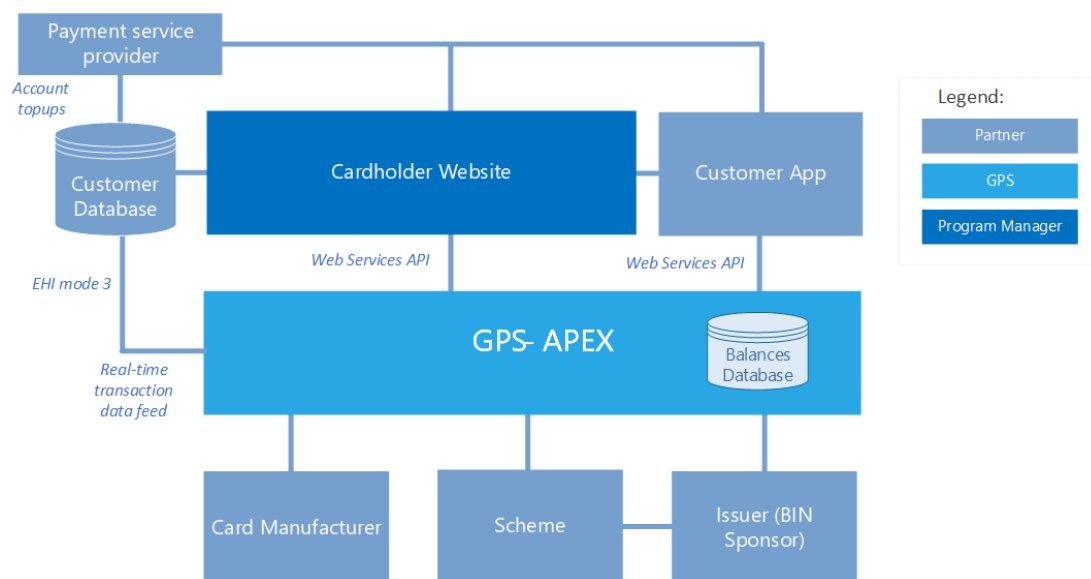 Payment service
provider
Account
topups
Legend:
Partner
GPS
Program Manager
Cardholder Website
Customer App
Customer
Database
Web Services API
Web Services API
EHI mode 3
GPS- APEX
Balances
Database
Real-time
transaction
data feed
Card Manufacturer
Scheme
Issuer (BIN
Sponsor)